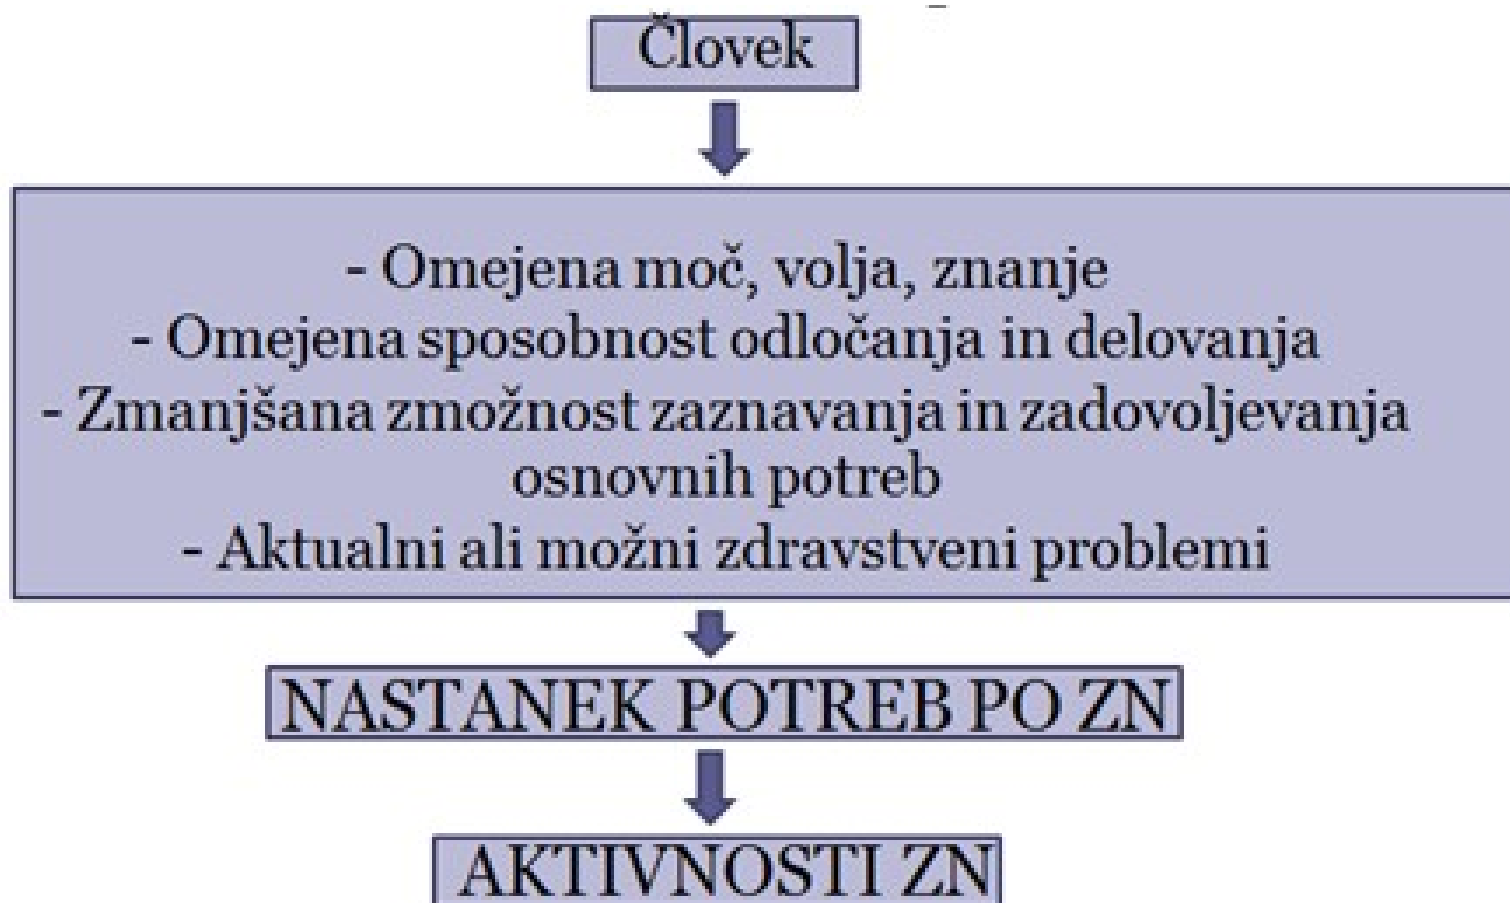 Človek
- Omejena moč, volja, znanje
- Omejena sposobnost odločanja in delovanja
- Zmanjšana zmožnost zaznavanja in zadovoljevanja
osnovnih potreb
- Aktualni ali možni zdravstveni problemi
NASTANEK POTREB PO ZN
AKTIVNOSTI ZN